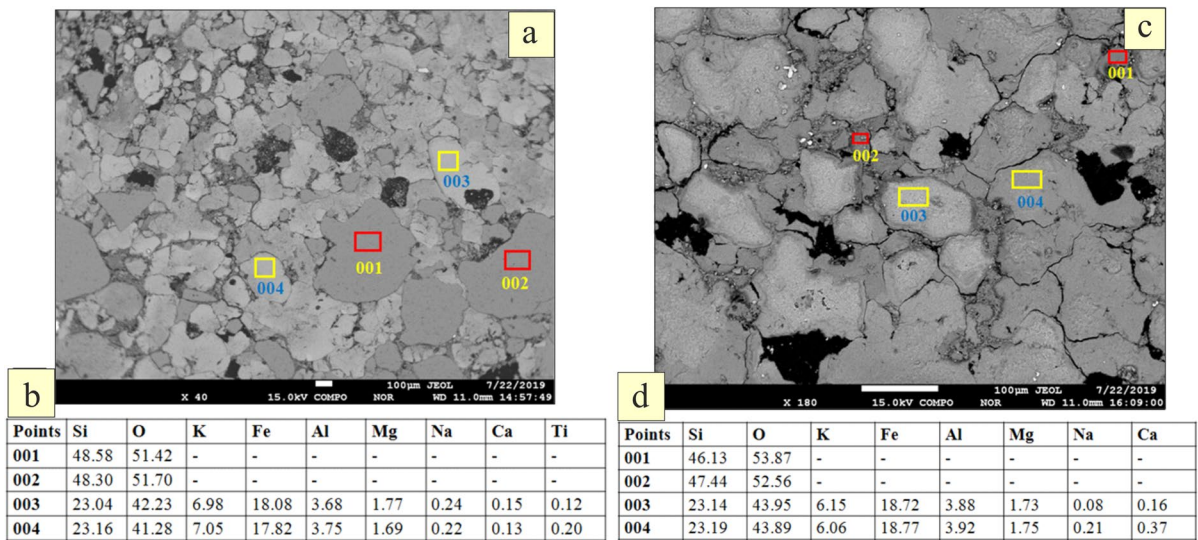 a
003
001
002
004
100µm JEOL 7/22/2019
X 40 15.0kV COMPO NOR WD 11.0mm 14:57:49
b
Points Si O K Fe Al Mg Na Ca Ti
001 48.58 51.42 - - - - - - -
002 48.30 51.70 - - - - - - -
003 23.04 42.23 6.98 18.08 3.68 1.77 0.24 0.15 0.12
004 23.16 41.28 7.05 17.82 3.75 1.69 0.22 0.13 0.20
c
001
002
003
004
100µm JEOL 7/22/2019
X 180 15.0kV COMPO NOR WD 11.0mm 16:09:00
d
Points Si O K Fe Al Mg Na Ca
001 46.13 53.87 - - - - - -
002 47.44 52.56 - - - - - -
003 23.14 43.95 6.15 18.72 3.88 1.73 0.08 0.16
004 23.19 43.89 6.06 18.77 3.92 1.75 0.21 0.37